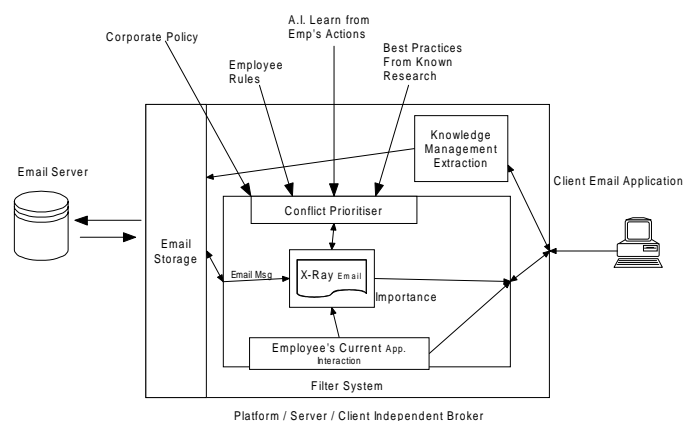 A.I. Learn from
Emp's Actions
Corporate Policy
Best Practices
From Known
Research
Employee
Rules
Knowledge
Management
Extraction
Email Server
Client Email Application
Conflict Prioritiser
Email
Storage
Email Msg
X-Ray Email
Importance
Employee's Current App.
Interaction
Filter System
Platform / Server / Client Independent Broker